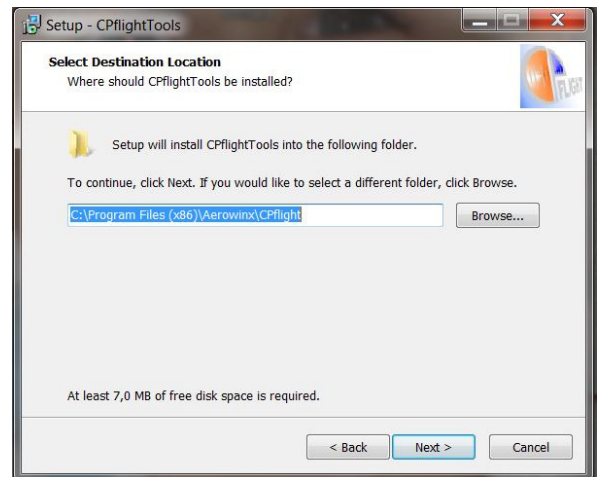 Setup - CPflightTools
Select Destination Location
Where should CPflightTools be installed?
FLIGHT
Setup will install CPflightTools into the following folder.
To continue, click Next. If you would like to select a different folder, click Browse.
C:\Program Files (x86)\Aerowinx\CPflight
Browse...
At least 7,0 MB of free disk space is required.
< Back
Next >
Cancel